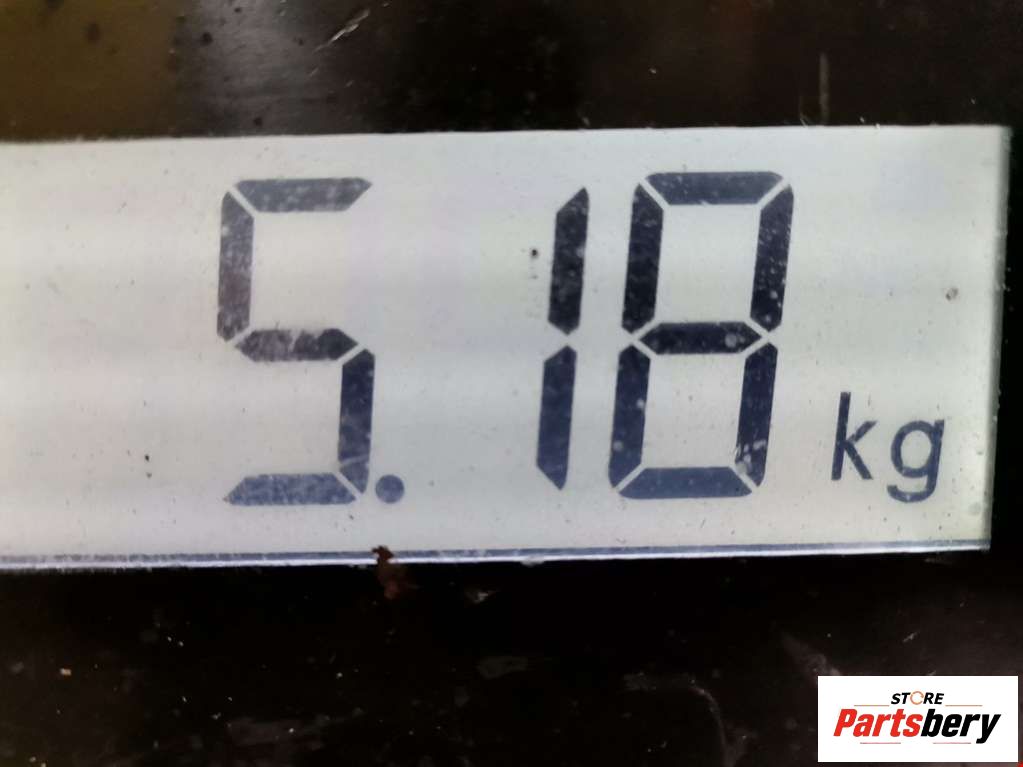 5.18 kg
STORE
Partsbery